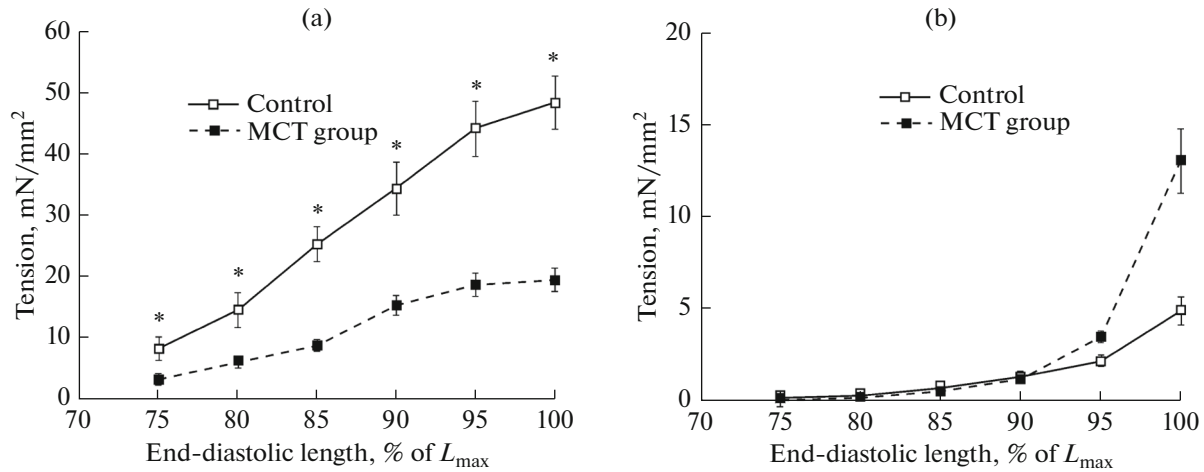 (a)
60
50
40
30
20
10
0
Tension, mN/mm²
* * * * * *
Control
MCT group
70 75 80 85 90 95 100
End-diastolic length, % of Lmax
(b)
20
15
10
5
0
Tension, mN/mm²
Control
MCT group
70 75 80 85 90 95 100
End-diastolic length, % of Lmax